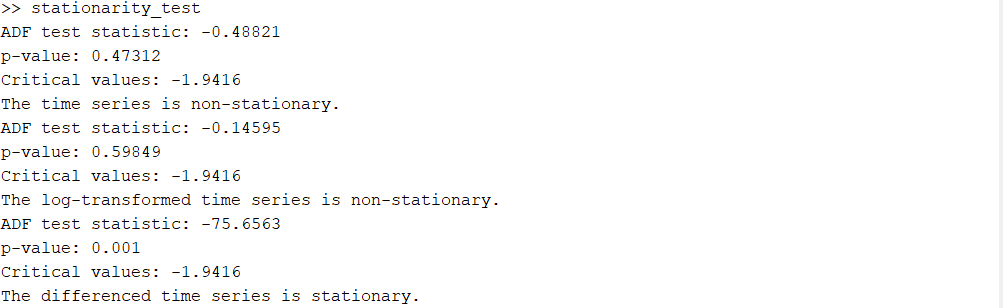 >> stationarity_test
ADF test statistic: -0.48821
p-value: 0.47312
Critical values: -1.9416
The time series is non-stationary.
ADF test statistic: -0.14595
p-value: 0.59849
Critical values: -1.9416
The log-transformed time series is non-stationary.
ADF test statistic: -75.6563
p-value: 0.001
Critical values: -1.9416
The differenced time series is stationary.